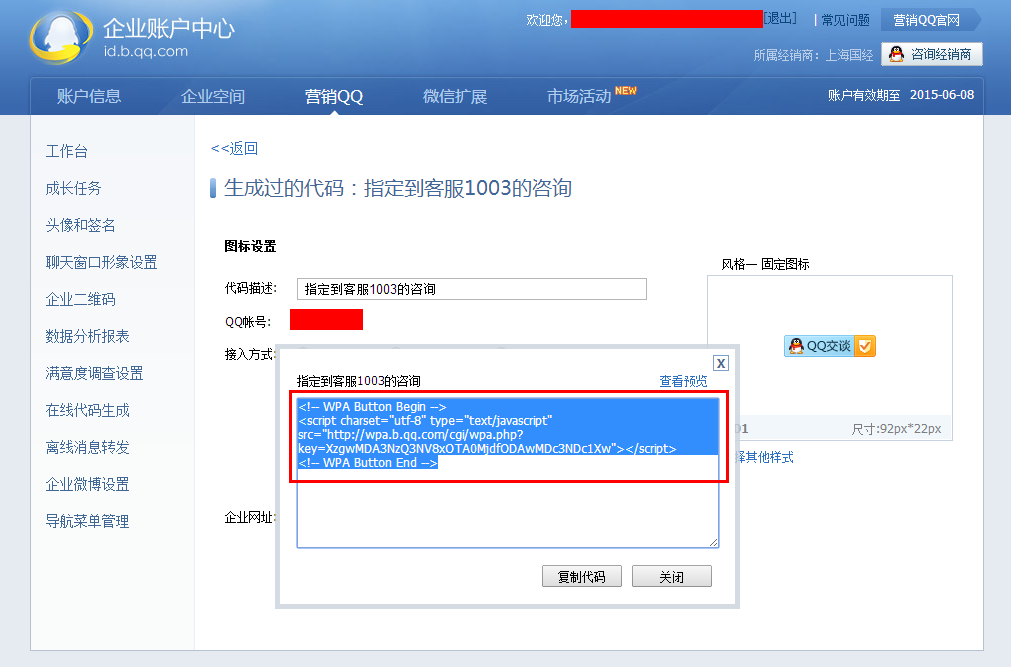 企业账户中心
id.b.qq.com
欢迎您,
[退出]
常见问题
营销QQ官网
所属经销商：上海国经
咨询经销商
账户信息
企业空间
营销QQ
微信扩展
市场活动 NEW
账户有效期至 2015-06-08
工作台
成长任务
头像和签名
聊天窗口形象设置
企业二维码
数据分析报表
满意度调查设置
在线代码生成
离线消息转发
企业微博设置
导航菜单管理
<<返回
生成过的代码：指定到客服1003的咨询
图标设置
代码描述: 指定到客服1003的咨询
QQ帐号:
接入方式:
企业网址:
风格一 固定图标
QQ交谈
01
尺寸:92px*22px
择其他样式
X
指定到客服1003的咨询
查看预览
<!-- WPA Button Begin -->
<script charset="utf-8" type="text/javascript"
src="http://wpa.b.qq.com/cgi/wpa.php?
key=XzgwMDA3NzQ3NV8xOTA0MjdfODAwMDc3NDc1Xw"></script>
<!-- WPA Button End -->
复制代码
关闭